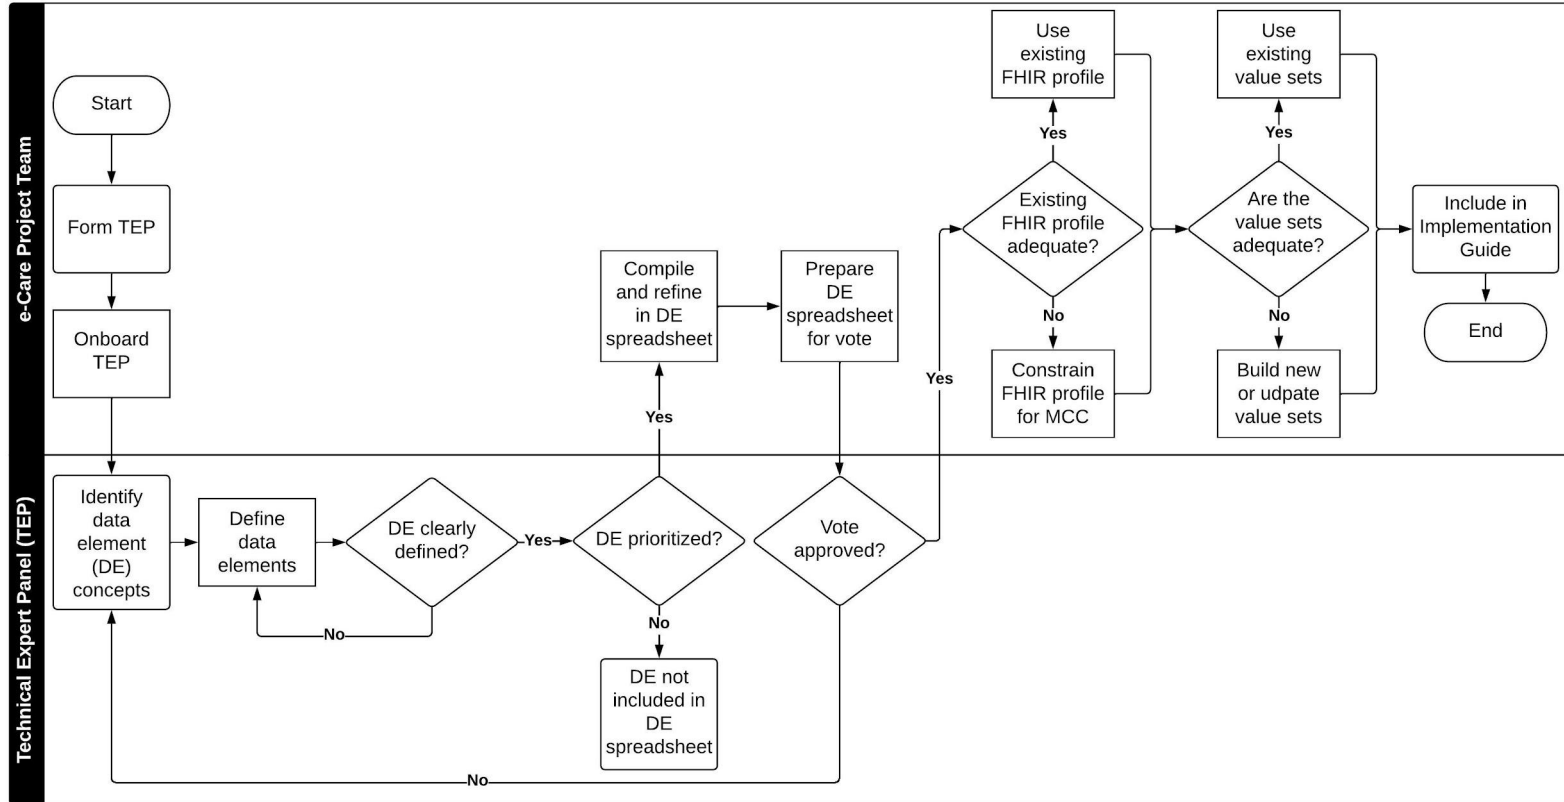 e-Care Project Team
Start
Form TEP
Onboard
TEP
Compile
and refine
in DE
spreadsheet
Yes
Prepare
DE
spreadsheet
for vote
Yes
Use
existing
FHIR profile
Yes
Existing
FHIR profile
adequate?
No
Constrain
FHIR profile
for MCC
Use
existing
value sets
Yes
Are the
value sets
adequate?
No
Build new
or udpate
value sets
Include in
Implementation
Guide
End
Technical Expert Panel (TEP)
Identify
data
element
(DE)
concepts
Define
data
elements
DE clearly
defined?
No
Yes
DE prioritized?
No
DE not
included in
DE
spreadsheet
Vote
approved?
No